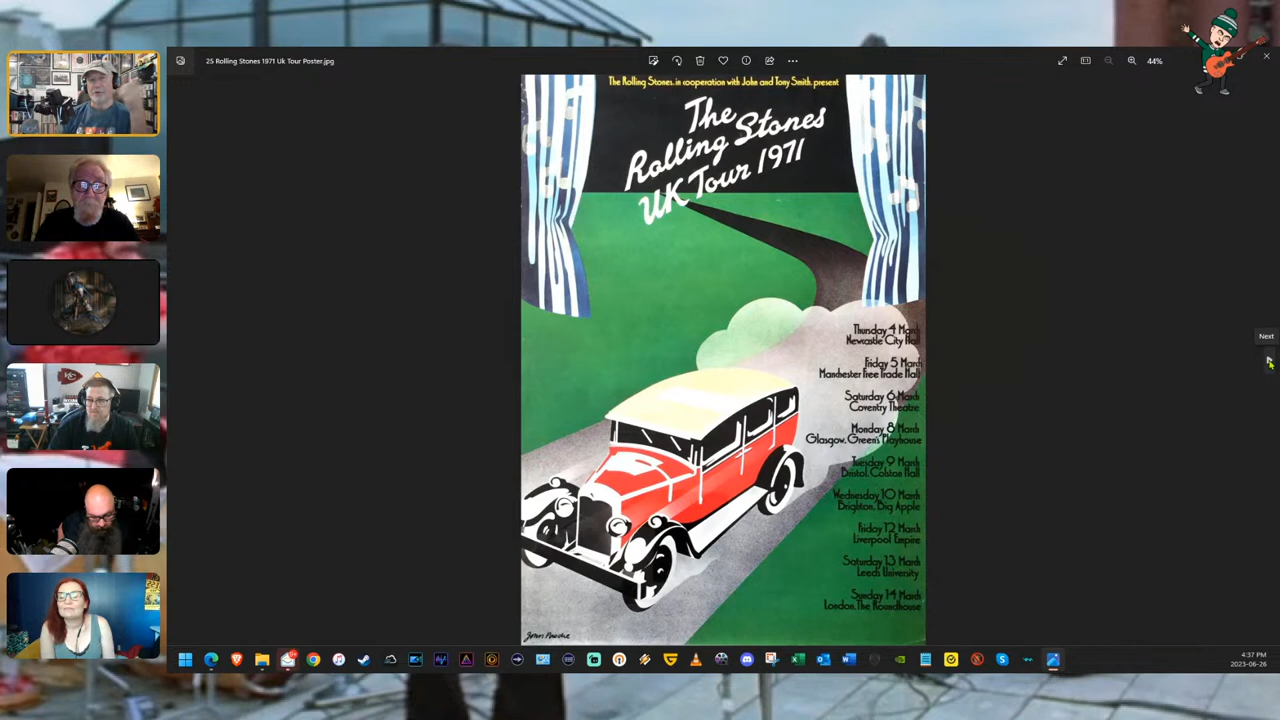 25 Rolling Stones 1971 Uk Tour Poster.jpg
44%
The Rolling Stones, in cooperation with John and Tony Smith, present
The
Rolling Stones
UK Tour 1971
Thursday 4 March
Newcastle City Hall
Friday 5 March
Manchester Free Trade Hall
Saturday 6 March
Coventry Theatre
Monday 8 March
Glasgow. Green's Playhouse
Tuesday 9 March
Bristol. Colston Hall
Wednesday 10 March
Brighton. Big Apple
Friday 12 March
Liverpool Empire
Saturday 13 March
Leeds University
Sunday 14 March
London. The Roundhouse
John Pasche
Next
4:37 PM
2023-06-26